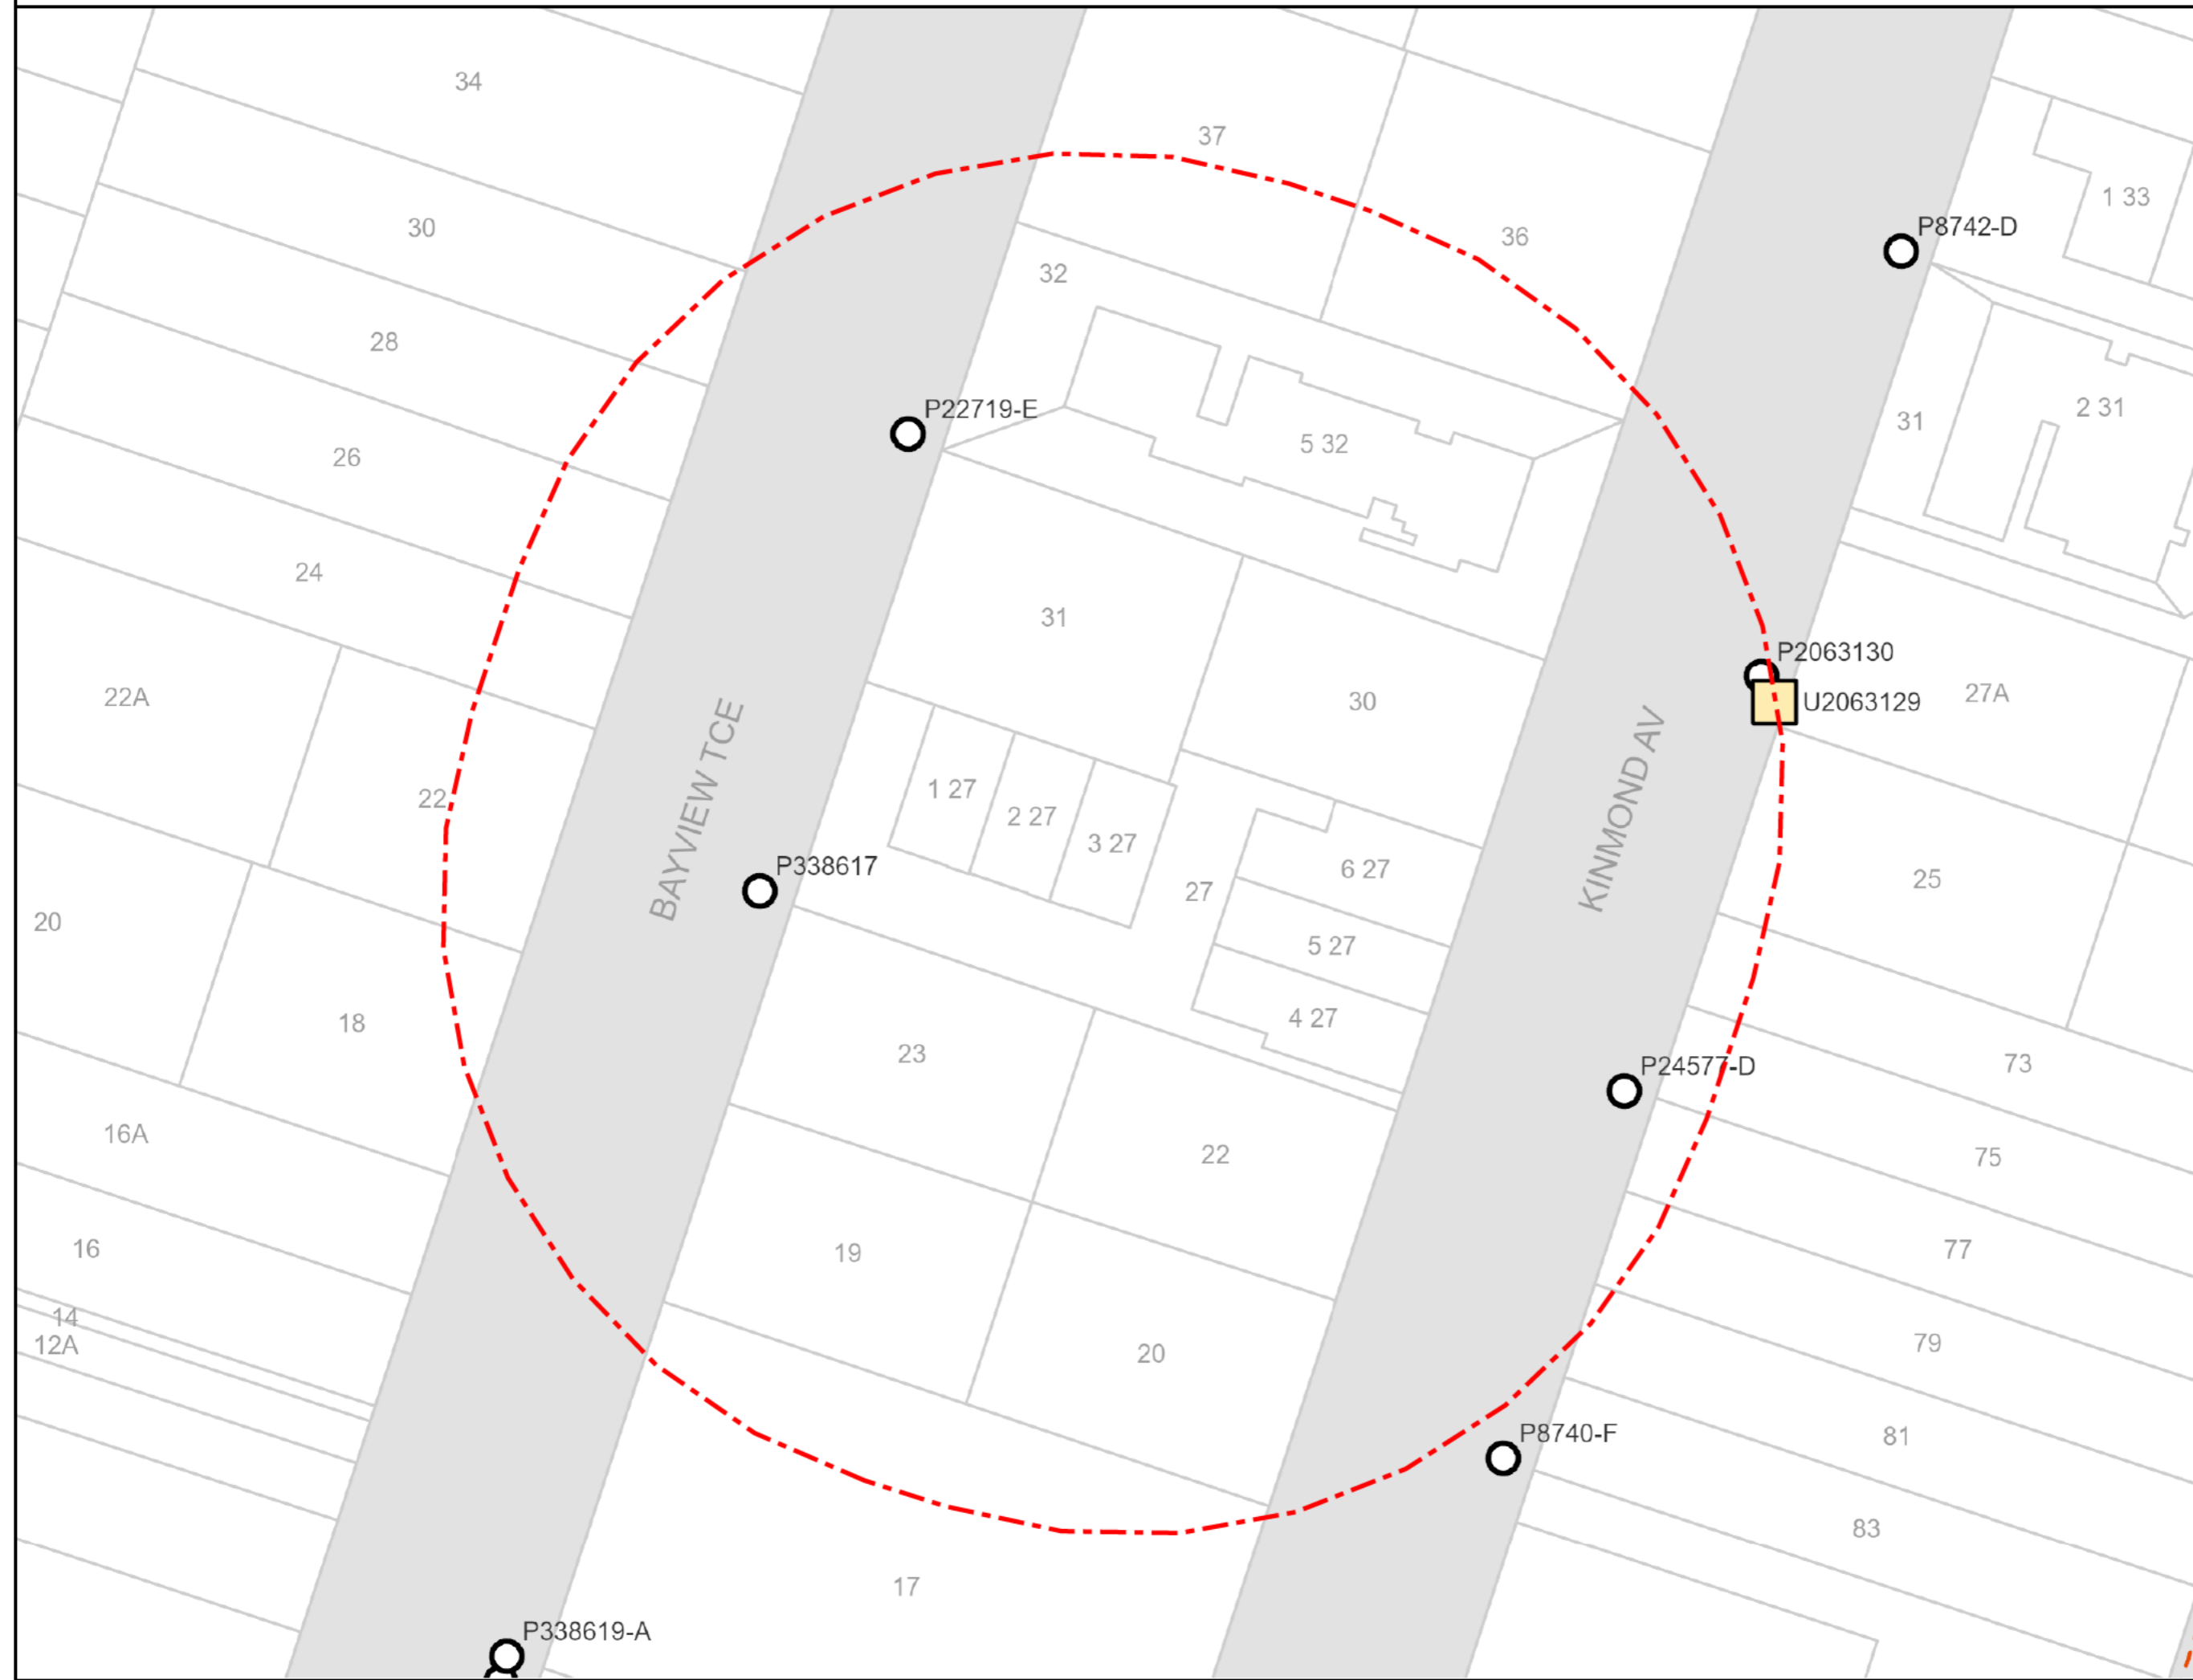 34
37
1 33
P8742-D
30
36
32
28
P22719-E
2 31
31
5 32
26
24
31
P2063130
27A
22A
30
U2063129
BAYVIEW TCE
KINMOND AV
22
1 27
2 27
3 27
P338617
6 27
25
27
20
5 27
18
4 27
23
P24577-D
73
16A
22
75
16
19
77
14
12A
20
79
P8740-F
81
83
17
P338619-A